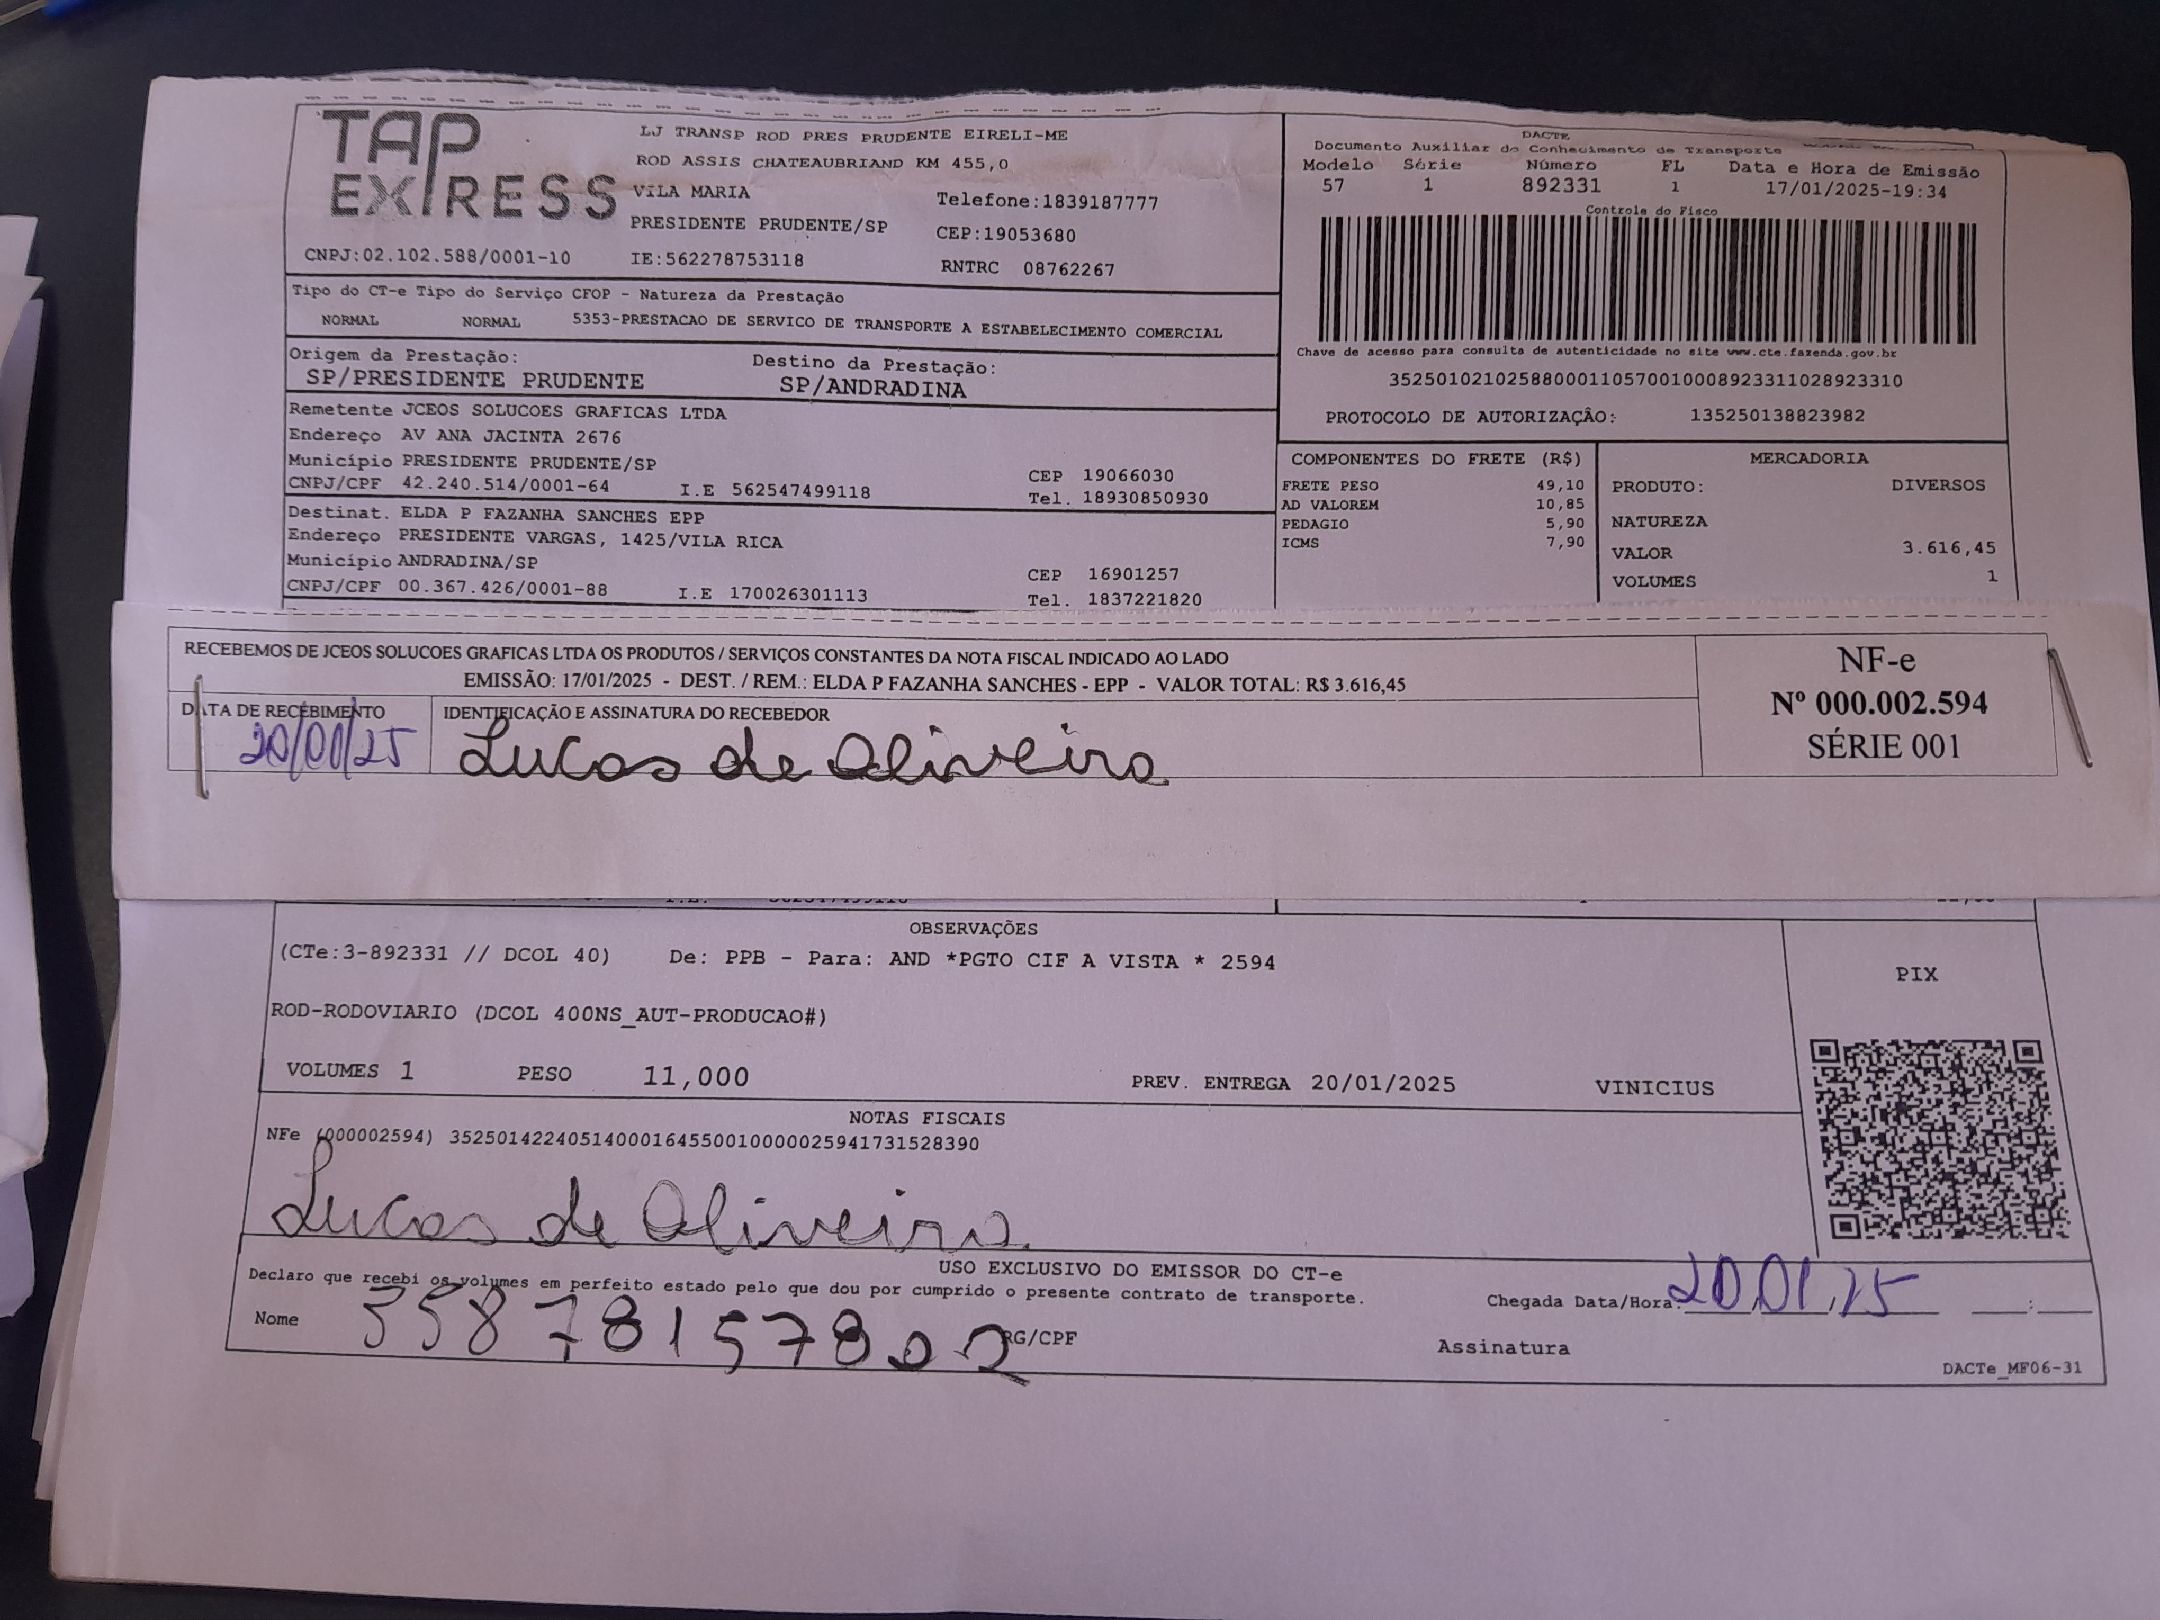 TAP EXPRESS
LJ TRANSP ROD PRES PRUDENTE EIRELI-ME
ROD ASSIS CHATEAUBRIAND KM 455,0
VILA MARIA
Telefone:1839187777
PRESIDENTE PRUDENTE/SP
CEP:19053680
CNPJ:02.102.588/0001-10
IE:562278753118
RNTRC 08762267
Tipo do CT-e Tipo do Serviço CFOP - Natureza da Prestação
NORMAL NORMAL 5353-PRESTACAO DE SERVICO DE TRANSPORTE A ESTABELECIMENTO COMERCIAL
Origem da Prestação: Destino da Prestação:
SP/PRESIDENTE PRUDENTE SP/ANDRADINA
Remetente JCEOS SOLUCOES GRAFICAS LTDA
Endereço AV ANA JACINTA 2676
Município PRESIDENTE PRUDENTE/SP CEP 19066030
CNPJ/CPF 42.240.514/0001-64 I.E 562547499118 Tel. 18930850930
Destinat. ELDA P FAZANHA SANCHES EPP
Endereço PRESIDENTE VARGAS, 1425/VILA RICA
Município ANDRADINA/SP CEP 16901257
CNPJ/CPF 00.367.426/0001-88 I.E 170026301113 Tel. 1837221820
DACTE
Documento Auxiliar do Conhecimento de Transporte
Modelo Série Número FL Data e Hora de Emissão
57 1 892331 1 17/01/2025-19:34
Controle do Fisco
Chave de acesso para consulta de autenticidade no site www.cte.fazenda.gov.br
35250102102588000110570010008923311028923310
PROTOCOLO DE AUTORIZAÇÃO: 135250138823982
COMPONENTES DO FRETE (R$)
FRETE PESO 49,10
AD VALOREM 10,85
PEDAGIO 5,90
ICMS 7,90
MERCADORIA
PRODUTO: DIVERSOS
NATUREZA
VALOR 3.616,45
VOLUMES 1
RECEBEMOS DE JCEOS SOLUCOES GRAFICAS LTDA OS PRODUTOS / SERVIÇOS CONSTANTES DA NOTA FISCAL INDICADO AO LADO
EMISSÃO: 17/01/2025 - DEST. / REM.: ELDA P FAZANHA SANCHES - EPP - VALOR TOTAL: R$ 3.616,45
DATA DE RECEBIMENTO IDENTIFICAÇÃO E ASSINATURA DO RECEBEDOR
20/01/25 Lucas de Oliveira
NF-e
Nº 000.002.594
SÉRIE 001
OBSERVAÇÕES
(CTe:3-892331 // DCOL 40) De: PPB - Para: AND *PGTO CIF A VISTA * 2594
ROD-RODOVIARIO (DCOL 400NS_AUT-PRODUCAO#)
VOLUMES 1 PESO 11,000 PREV. ENTREGA 20/01/2025 VINICIUS
PIX
NOTAS FISCAIS
NFe (000002594) 35250142240514000164550010000025941731528390
Lucas de Oliveira
USO EXCLUSIVO DO EMISSOR DO CT-e
Declaro que recebi os volumes em perfeito estado pelo que dou por cumprido o presente contrato de transporte.
Chegada Data/Hora: 20/01/25 :
Nome 35878157802 RG/CPF Assinatura
DACTe_MF06-31